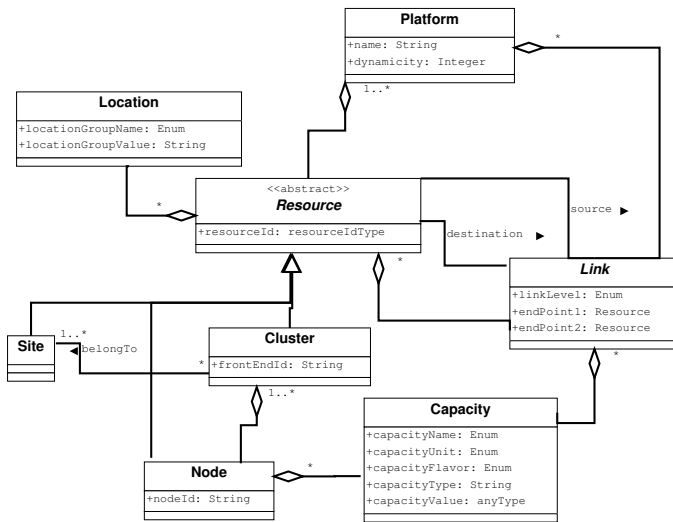 Platform
+name: String
+dynamicity: Integer
*
1..*
Location
+locationGroupName: Enum
+locationGroupValue: String
*
<<abstract>>
Resource
+resourceId: resourceIdType
source ▶
destination ▶
*
Link
+linkLevel: Enum
+endPoint1: Resource
+endPoint2: Resource
*
Site
1..*
◀ belongTo
*
Cluster
+frontEndId: String
1..*
Capacity
+capacityName: Enum
+capacityUnit: Enum
+capacityFlavor: Enum
+capacityType: String
+capacityValue: anyType
Node
+nodeId: String
*